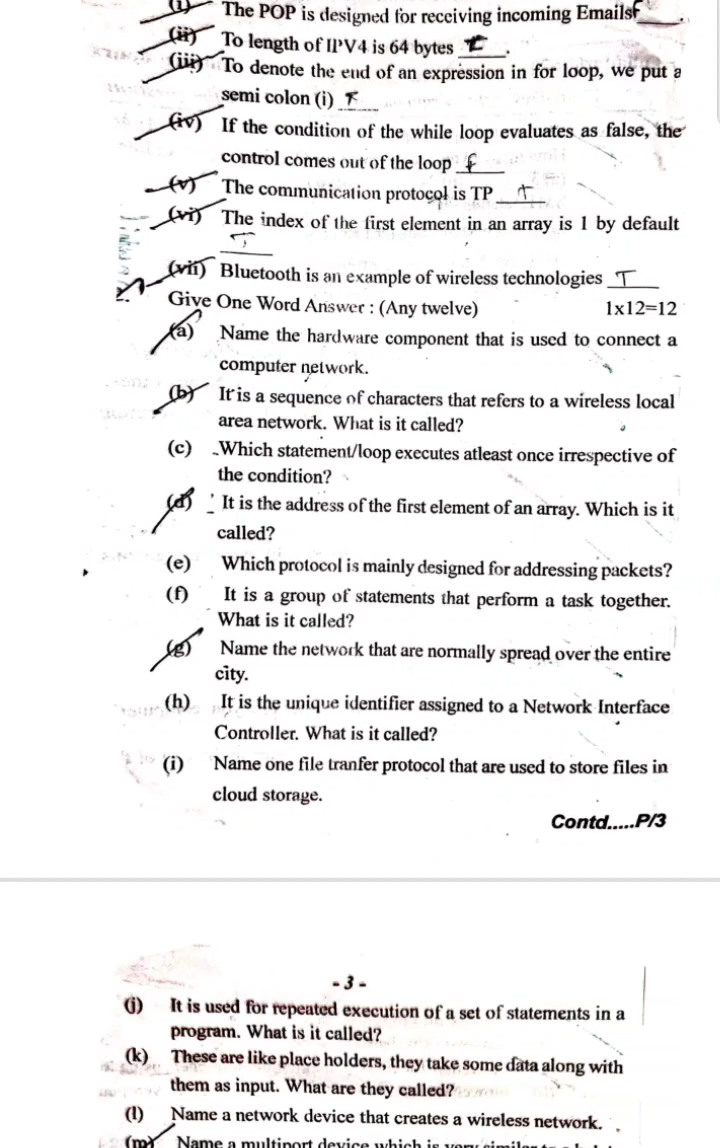 (i) The POP is designed for receiving incoming Emails F .
(ii) To length of IPV4 is 64 bytes .
(iii) To denote the end of an expression in for loop, we put a
semi colon (i) F
(iv) If the condition of the while loop evaluates as false, the
control comes out of the loop f
(v) The communication protocol is TP T
(vi) The index of the first element in an array is 1 by default
T
(vii) Bluetooth is an example of wireless technologies T
2. Give One Word Answer : (Any twelve) 1x12=12
(a) Name the hardware component that is used to connect a
computer network.
(b) It is a sequence of characters that refers to a wireless local
area network. What is it called?
(c) Which statement/loop executes atleast once irrespective of
the condition?
(d) It is the address of the first element of an array. Which is it
called?
(e) Which protocol is mainly designed for addressing packets?
(f) It is a group of statements that perform a task together.
What is it called?
(g) Name the network that are normally spread over the entire
city.
(h) It is the unique identifier assigned to a Network Interface
Controller. What is it called?
(i) Name one file tranfer protocol that are used to store files in
cloud storage.
Contd.....P/3
- 3 -
(j) It is used for repeated execution of a set of statements in a
program. What is it called?
(k) These are like place holders, they take some data along with
them as input. What are they called?
(l) Name a network device that creates a wireless network.
(m) Name a multiport device which is very similar to a